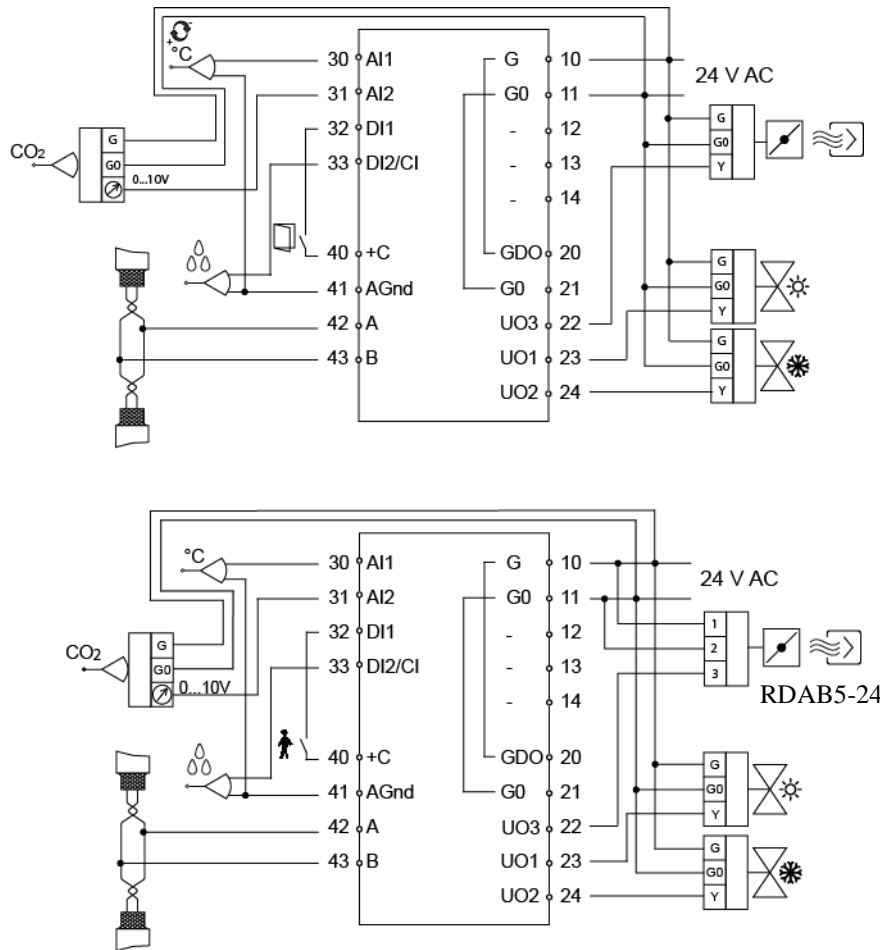 + -
°C
30 AI1 G 10
24 V AC
31 AI2 G0 11
32 DI1 - 12
G
G
CO₂ G0
33 DI2/CI - 13
G0
Y
0...10V
- 14
40 +C GDO 20
G
41 AGnd G0 21
G0
Y
42 A UO3 22
43 B UO1 23
G
G0
UO2 24
Y
°C
30 AI1 G 10
24 V AC
31 AI2 G0 11
1
32 DI1 - 12
2
G
CO₂ G0
33 DI2/CI - 13
3
0...10V
RDAB5-24
- 14
40 +C GDO 20
G
41 AGnd G0 21
G0
Y
42 A UO3 22
43 B UO1 23
G
G0
UO2 24
Y